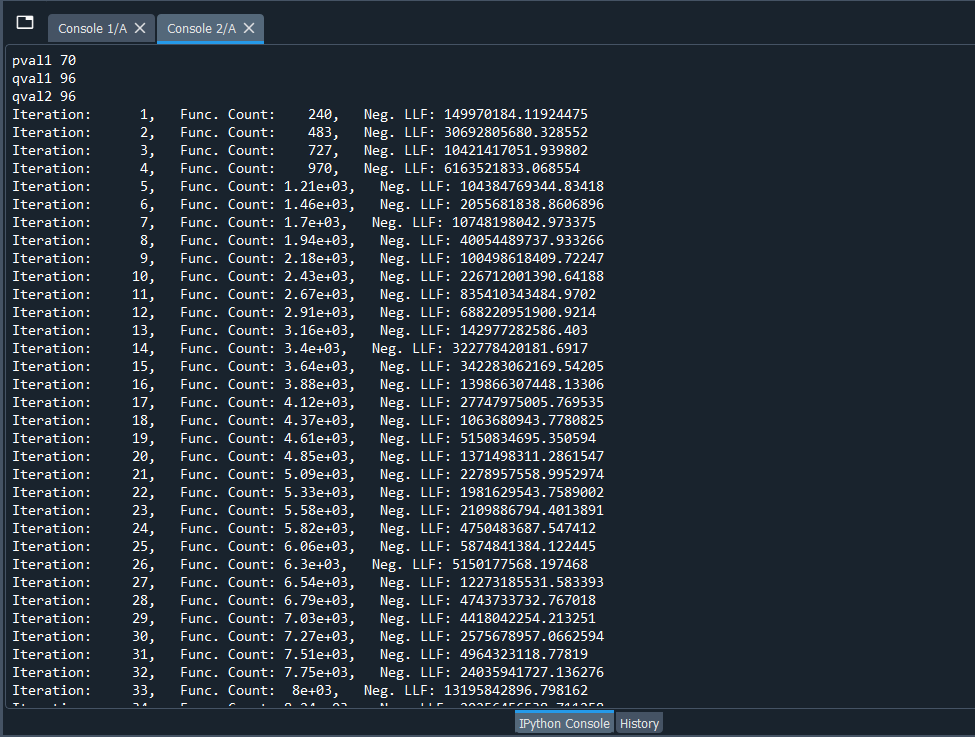 Console 1/A
Console 2/A
pval1 70
qval1 96
qval2 96
Iteration: 1, Func. Count: 240, Neg. LLF: 149970184.11924475
Iteration: 2, Func. Count: 483, Neg. LLF: 30692805680.328552
Iteration: 3, Func. Count: 727, Neg. LLF: 10421417051.939802
Iteration: 4, Func. Count: 970, Neg. LLF: 6163521833.068554
Iteration: 5, Func. Count: 1.21e+03, Neg. LLF: 104384769344.83418
Iteration: 6, Func. Count: 1.46e+03, Neg. LLF: 2055681838.8606896
Iteration: 7, Func. Count: 1.7e+03, Neg. LLF: 10748198042.973375
Iteration: 8, Func. Count: 1.94e+03, Neg. LLF: 40054489737.933266
Iteration: 9, Func. Count: 2.18e+03, Neg. LLF: 100498618409.72247
Iteration: 10, Func. Count: 2.43e+03, Neg. LLF: 226712001390.64188
Iteration: 11, Func. Count: 2.67e+03, Neg. LLF: 835410343484.9702
Iteration: 12, Func. Count: 2.91e+03, Neg. LLF: 688220951900.9214
Iteration: 13, Func. Count: 3.16e+03, Neg. LLF: 142977282586.403
Iteration: 14, Func. Count: 3.4e+03, Neg. LLF: 322778420181.6917
Iteration: 15, Func. Count: 3.64e+03, Neg. LLF: 342283062169.54205
Iteration: 16, Func. Count: 3.88e+03, Neg. LLF: 139866307448.13306
Iteration: 17, Func. Count: 4.12e+03, Neg. LLF: 27747975005.769535
Iteration: 18, Func. Count: 4.37e+03, Neg. LLF: 1063680943.7780825
Iteration: 19, Func. Count: 4.61e+03, Neg. LLF: 5150834695.350594
Iteration: 20, Func. Count: 4.85e+03, Neg. LLF: 1371498311.2861547
Iteration: 21, Func. Count: 5.09e+03, Neg. LLF: 2278957558.9952974
Iteration: 22, Func. Count: 5.33e+03, Neg. LLF: 1981629543.7589002
Iteration: 23, Func. Count: 5.58e+03, Neg. LLF: 2109886794.4013891
Iteration: 24, Func. Count: 5.82e+03, Neg. LLF: 4750483687.547412
Iteration: 25, Func. Count: 6.06e+03, Neg. LLF: 5874841384.122445
Iteration: 26, Func. Count: 6.3e+03, Neg. LLF: 5150177568.197468
Iteration: 27, Func. Count: 6.54e+03, Neg. LLF: 12273185531.583393
Iteration: 28, Func. Count: 6.79e+03, Neg. LLF: 4743733732.767018
Iteration: 29, Func. Count: 7.03e+03, Neg. LLF: 4418042254.213251
Iteration: 30, Func. Count: 7.27e+03, Neg. LLF: 2575678957.0662594
Iteration: 31, Func. Count: 7.51e+03, Neg. LLF: 4964323118.77819
Iteration: 32, Func. Count: 7.75e+03, Neg. LLF: 24035941727.136276
Iteration: 33, Func. Count: 8e+03, Neg. LLF: 13195842896.798162
IPython Console
History